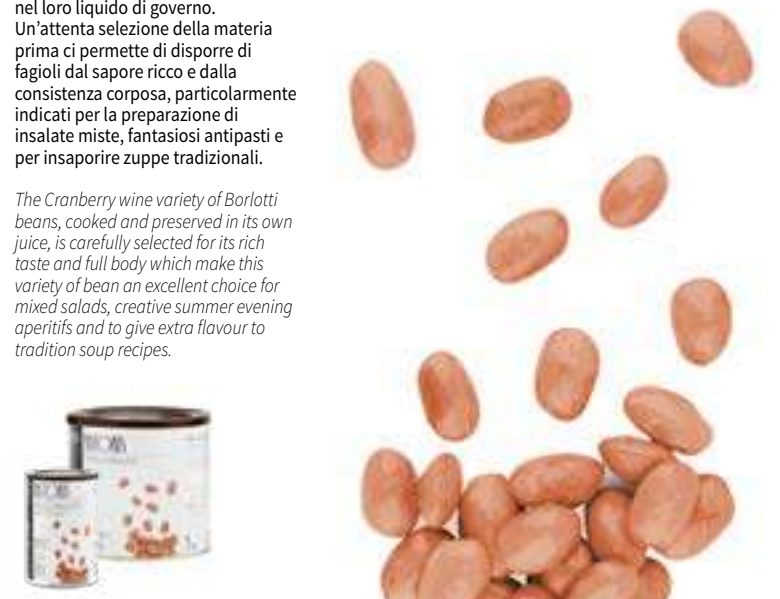 nel loro liquido di governo.
Un’attenta selezione della materia
prima ci permette di disporre di
fagioli dal sapore ricco e dalla
consistenza corposa, particolarmente
indicati per la preparazione di
insalate miste, fantasiosi antipasti e
per insaporire zuppe tradizionali.
The Cranberry wine variety of Borlotti
beans, cooked and preserved in its own
juice, is carefully selected for its rich
taste and full body which make this
variety of bean an excellent choice for
mixed salads, creative summer evening
aperitifs and to give extra flavour to
tradition soup recipes.